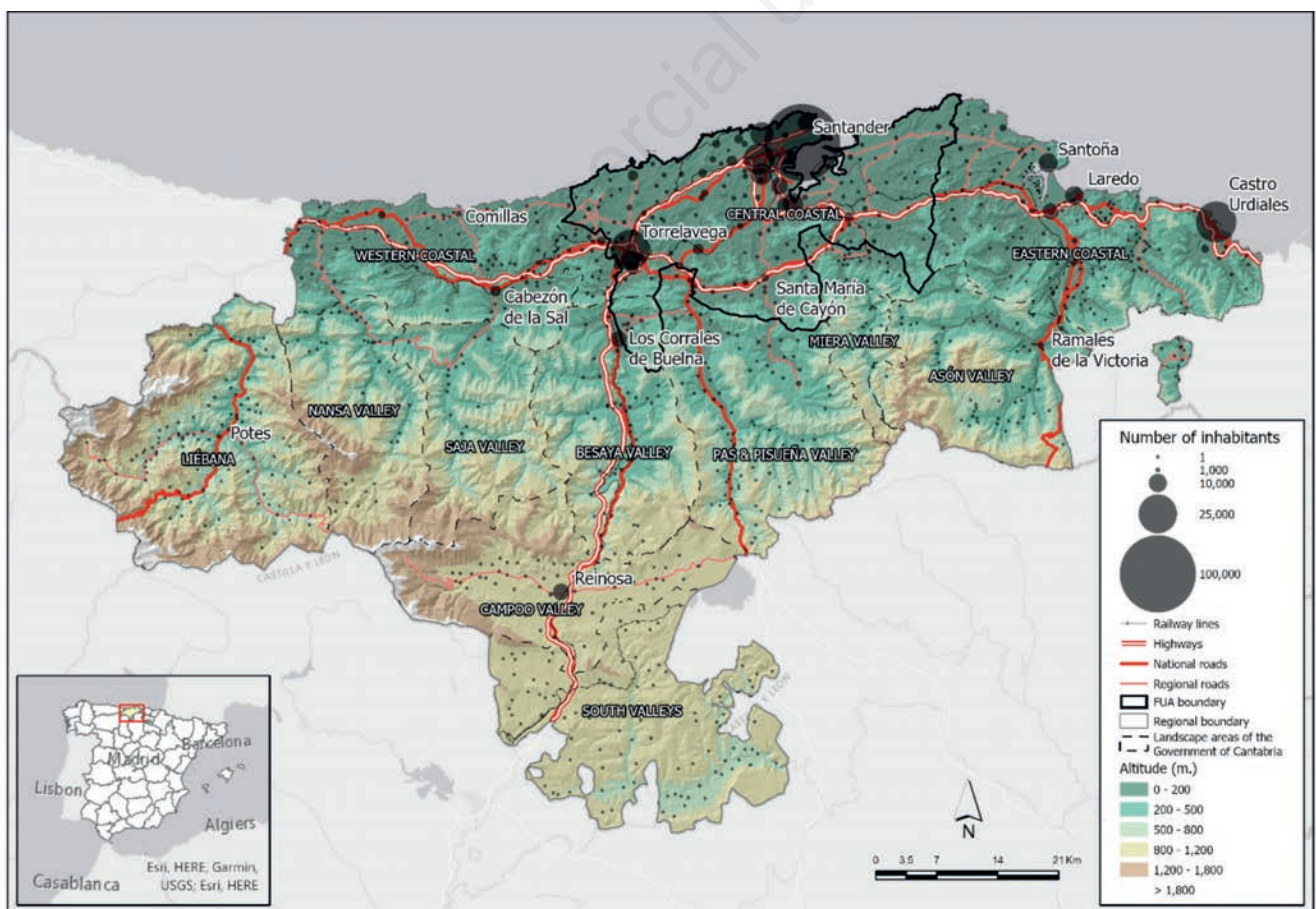 ercial u
Santander
Santoña
Laredo
Castro
Urdiales
Comillas
CENTRAL COASTAL
Torrelavega
WESTERN COASTAL
EASTERN COASTAL
Cabezón
de la Sal
Santa María
de Cayón
Los Corrales
de Buelna
MIERA VALLEY
Ramales
de la Victoria
ASÓN VALLEY
NANSA VALLEY
Potes
LIÉBANA
SAJA VALLEY
BESAYA VALLEY
PAS & PISUEÑA VALLEY
CASTILLA Y LEÓN
Reinosa
CAMPOO VALLEY
SOUTH VALLEYS
Number of inhabitants
1
1,000
10,000
25,000
100,000
Railway lines
Highways
National roads
Regional roads
FUA boundary
Regional boundary
Landscape areas of the
Government of Cantabria
Altitude (m.)
0 - 200
200 - 500
500 - 800
800 - 1,200
1,200 - 1,800
> 1,800
Barcelona
Madrid
Lisbon
Algiers
Casablanca
Esri, HERE, Garmin,
USGS; Esri, HERE
N
0 3.5 7 14 21 Km